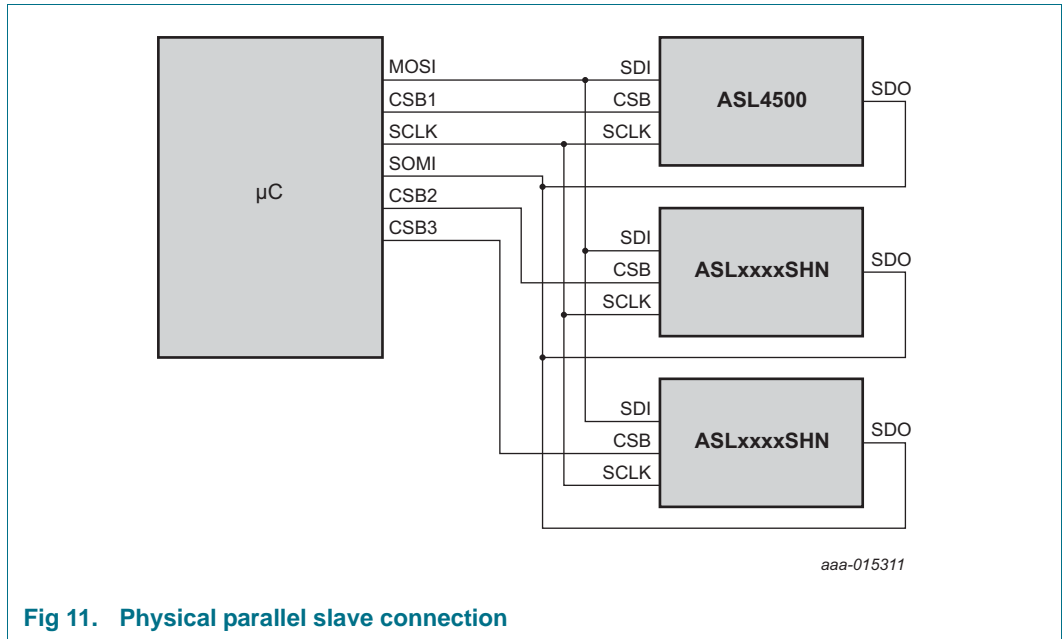 MOSI
CSB1
SCLK
SOMI
CSB2
CSB3
µC
SDI
CSB
SCLK
ASL4500
SDO
SDI
CSB
SCLK
ASLxxxxSHN
SDO
SDI
CSB
SCLK
ASLxxxxSHN
SDO
aaa-015311
Fig 11. Physical parallel slave connection